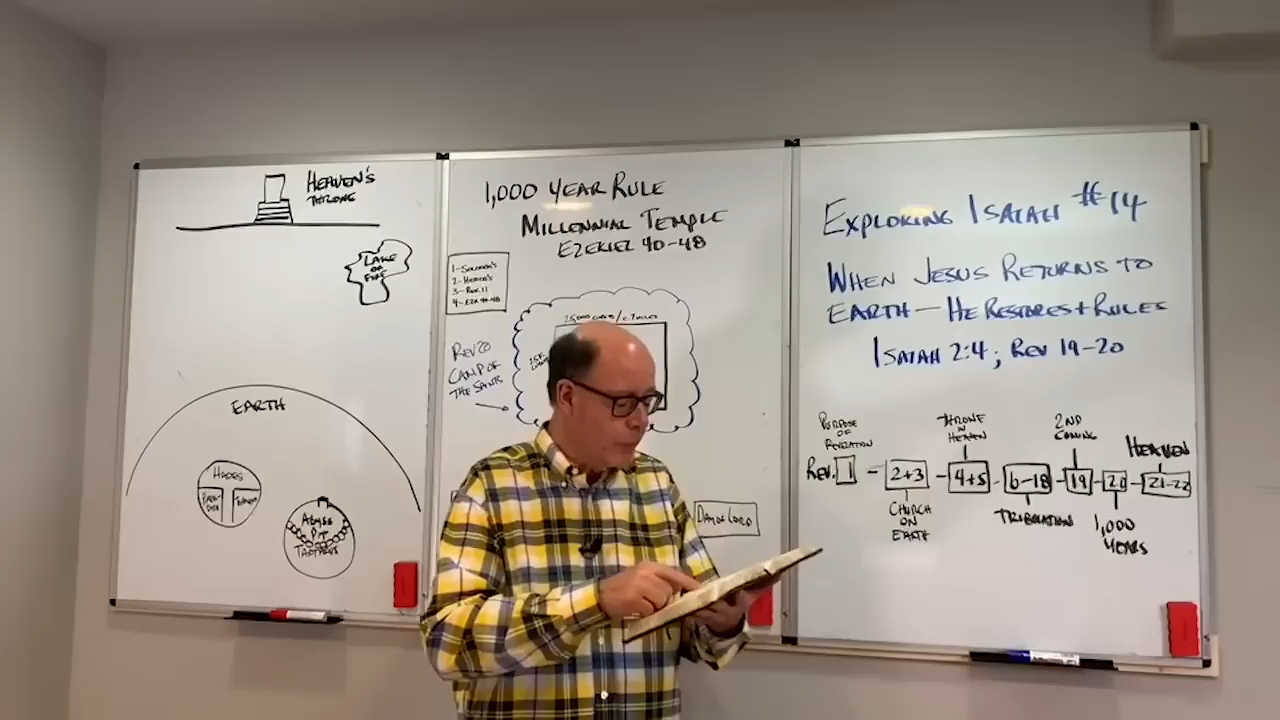 HEAVEN'S
THRONE
LAKE
OF
FIRE
EARTH
HADES
ABYSS
PIT
TARTARUS
1,000 YEAR RULE
MILLENNIAL TEMPLE
EZEKIEL 40-48
1-SOLOMON'S
2-HEROD'S
3-REV. 11
4-EZK 40-48
REV 20
CAMP OF
THE SAINTS
DAY OF LORD
EXPLORING ISAIAH #14
WHEN JESUS RETURNS TO
EARTH — HE RESTORES + RULES
ISAIAH 2:4; REV 19-20
PURPOSE
OF
REVELATION
THRONE
IN
HEAVEN
2ND
COMING
HEAVEN
REV. 1 - 2+3 - 4+5 - 6-18 - 19 - 20 - 21-22
CHURCH
ON
EARTH
TRIBULATION
1,000
YEARS